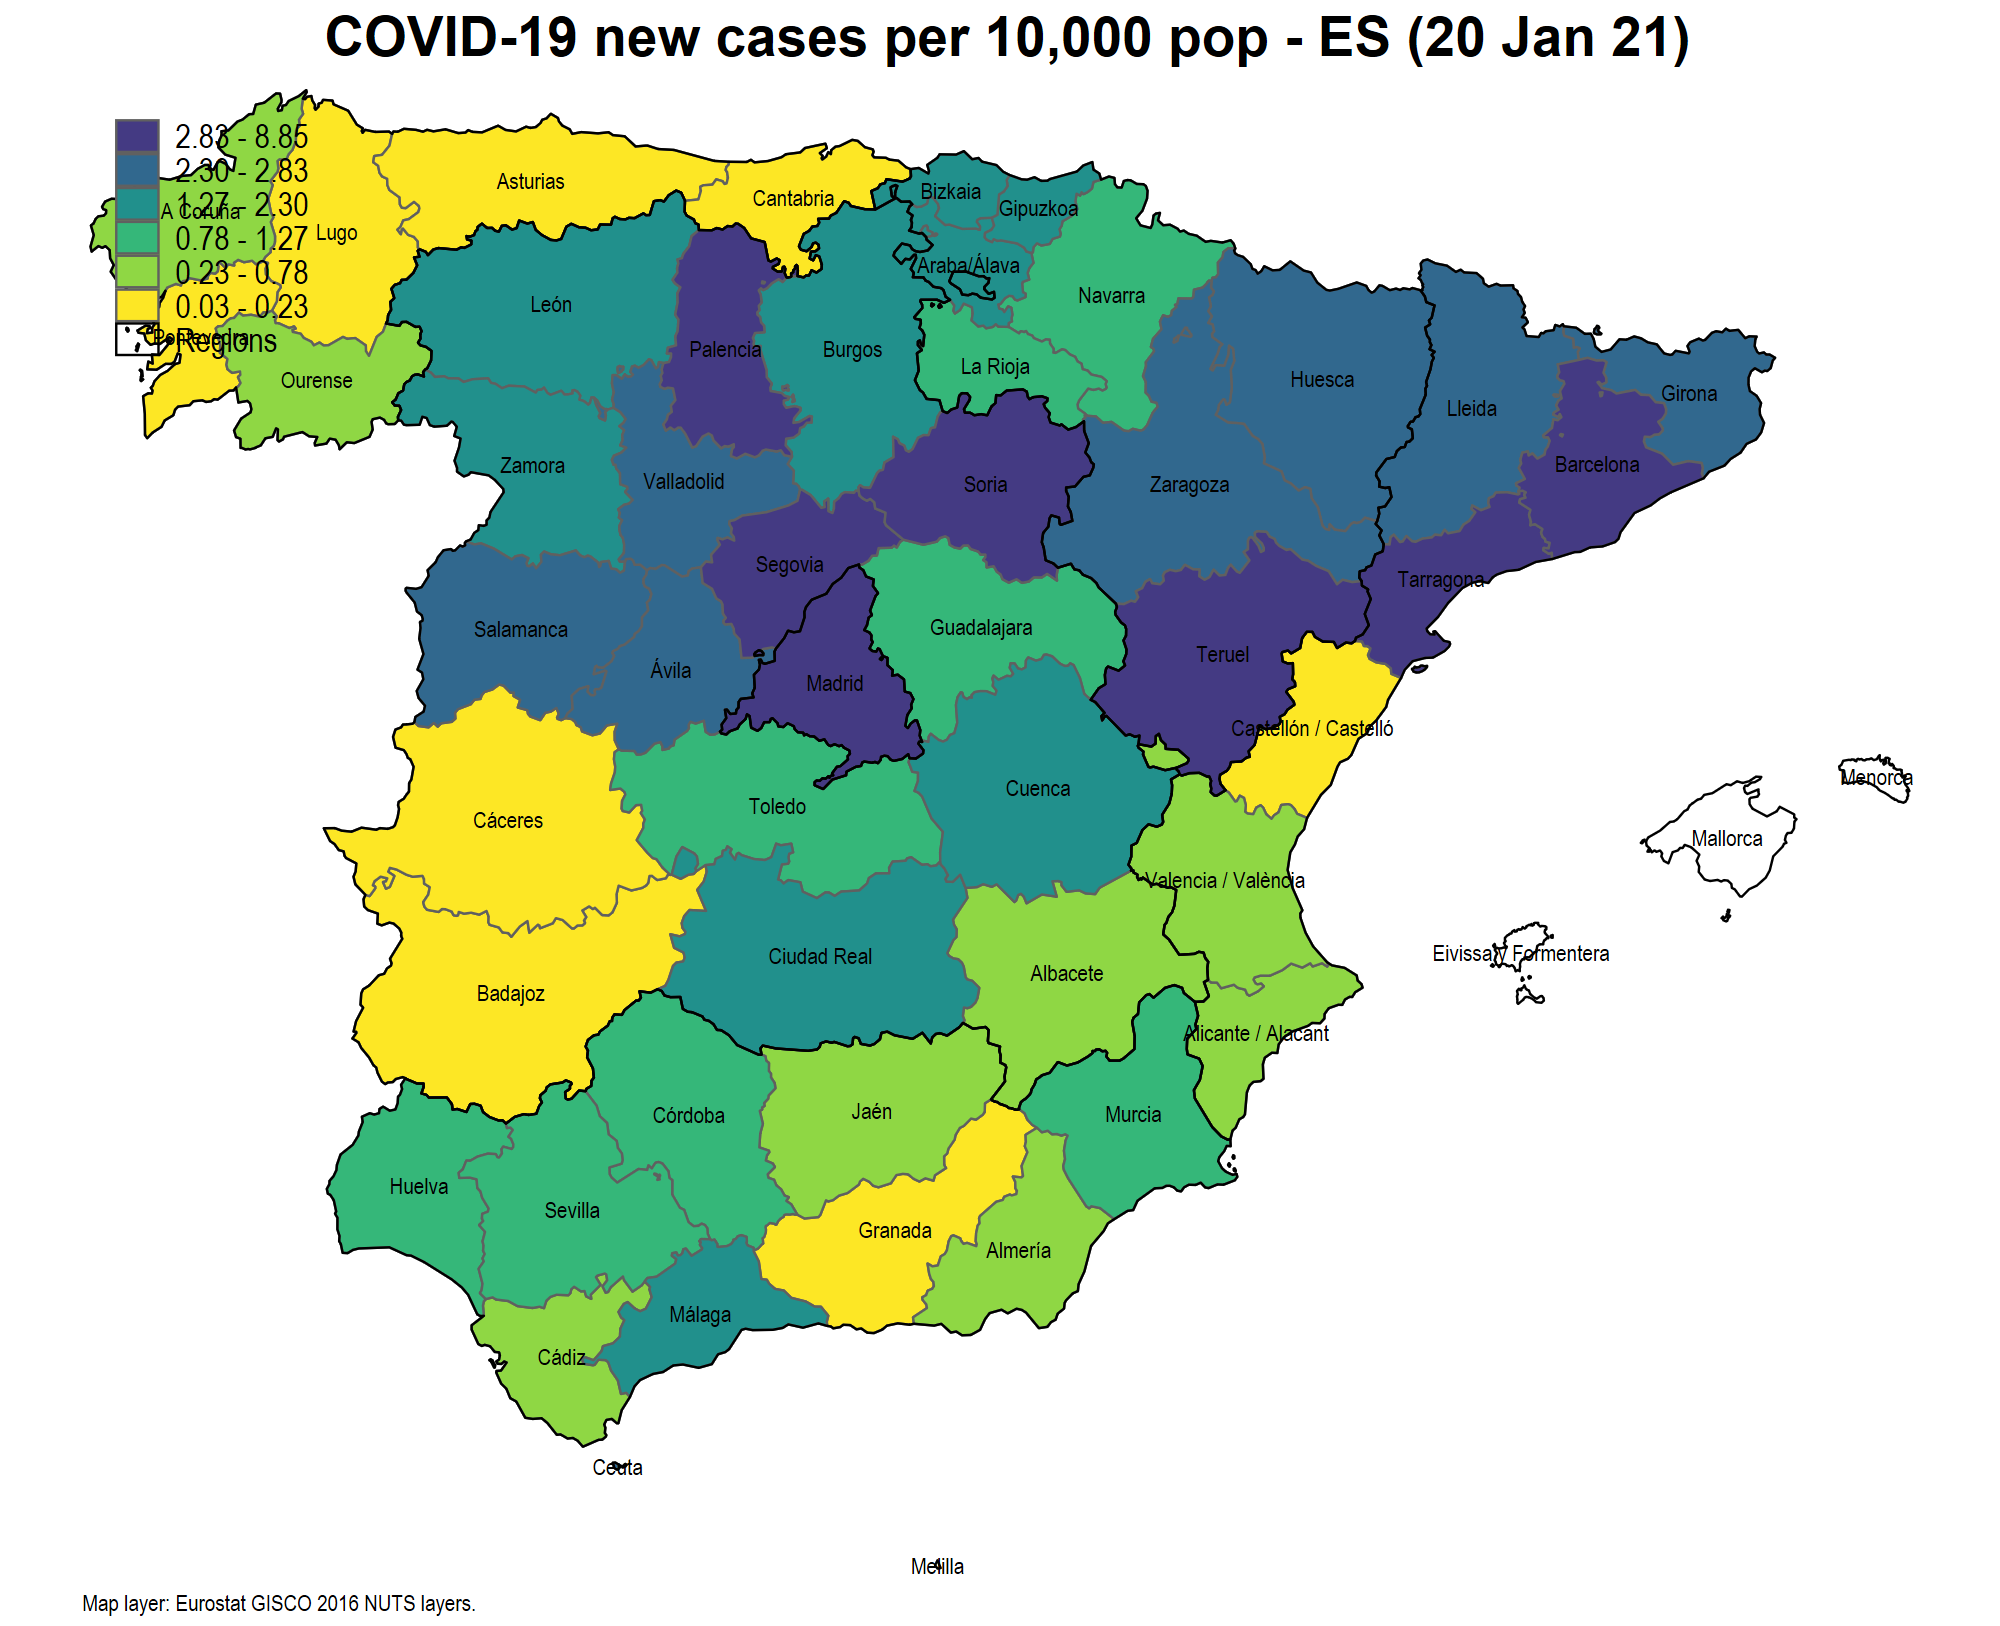 COVID-19 new cases per 10,000 pop - ES (20 Jan 21)
2.83 - 8.85
2.30 - 2.83
1.27 - 2.30
0.78 - 1.27
0.23 - 0.78
0.03 - 0.23
Regions
A Coruña
Lugo
Asturias
Cantabria
Bizkaia
Gipuzkoa
Araba/Álava
Navarra
León
Palencia
Burgos
La Rioja
Pontevedra
Ourense
Huesca
Lleida
Girona
Zamora
Valladolid
Soria
Zaragoza
Barcelona
Segovia
Tarragona
Salamanca
Ávila
Madrid
Guadalajara
Teruel
Castellón / Castelló
Cáceres
Toledo
Cuenca
Menorca
Mallorca
Valencia / València
Eivissa y Formentera
Badajoz
Ciudad Real
Albacete
Alicante / Alacant
Córdoba
Jaén
Murcia
Huelva
Sevilla
Granada
Almería
Málaga
Cádiz
Ceuta
Melilla
Map layer: Eurostat GISCO 2016 NUTS layers.